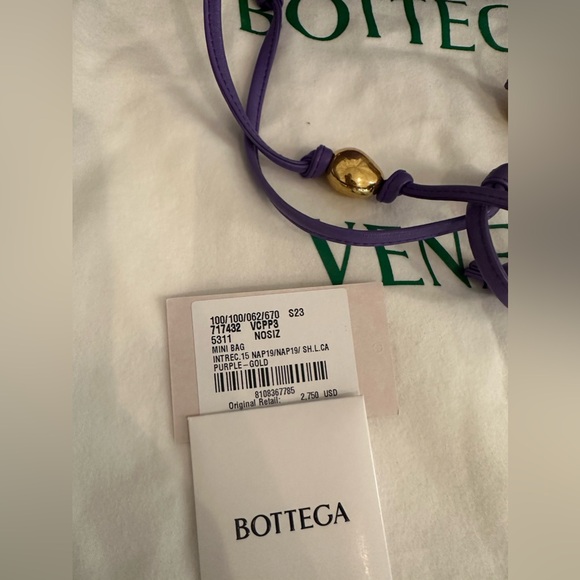 BOTTEG
VEN
100/100/062/670 S23
717432 VCPP3
5311 NOSIZ
MINI BAG
INTREC.15 NAP19/NAP19/ SH.L.CA
PURPLE-GOLD
8108367785
Original Retail: 2.750 USD
BOTTEGA